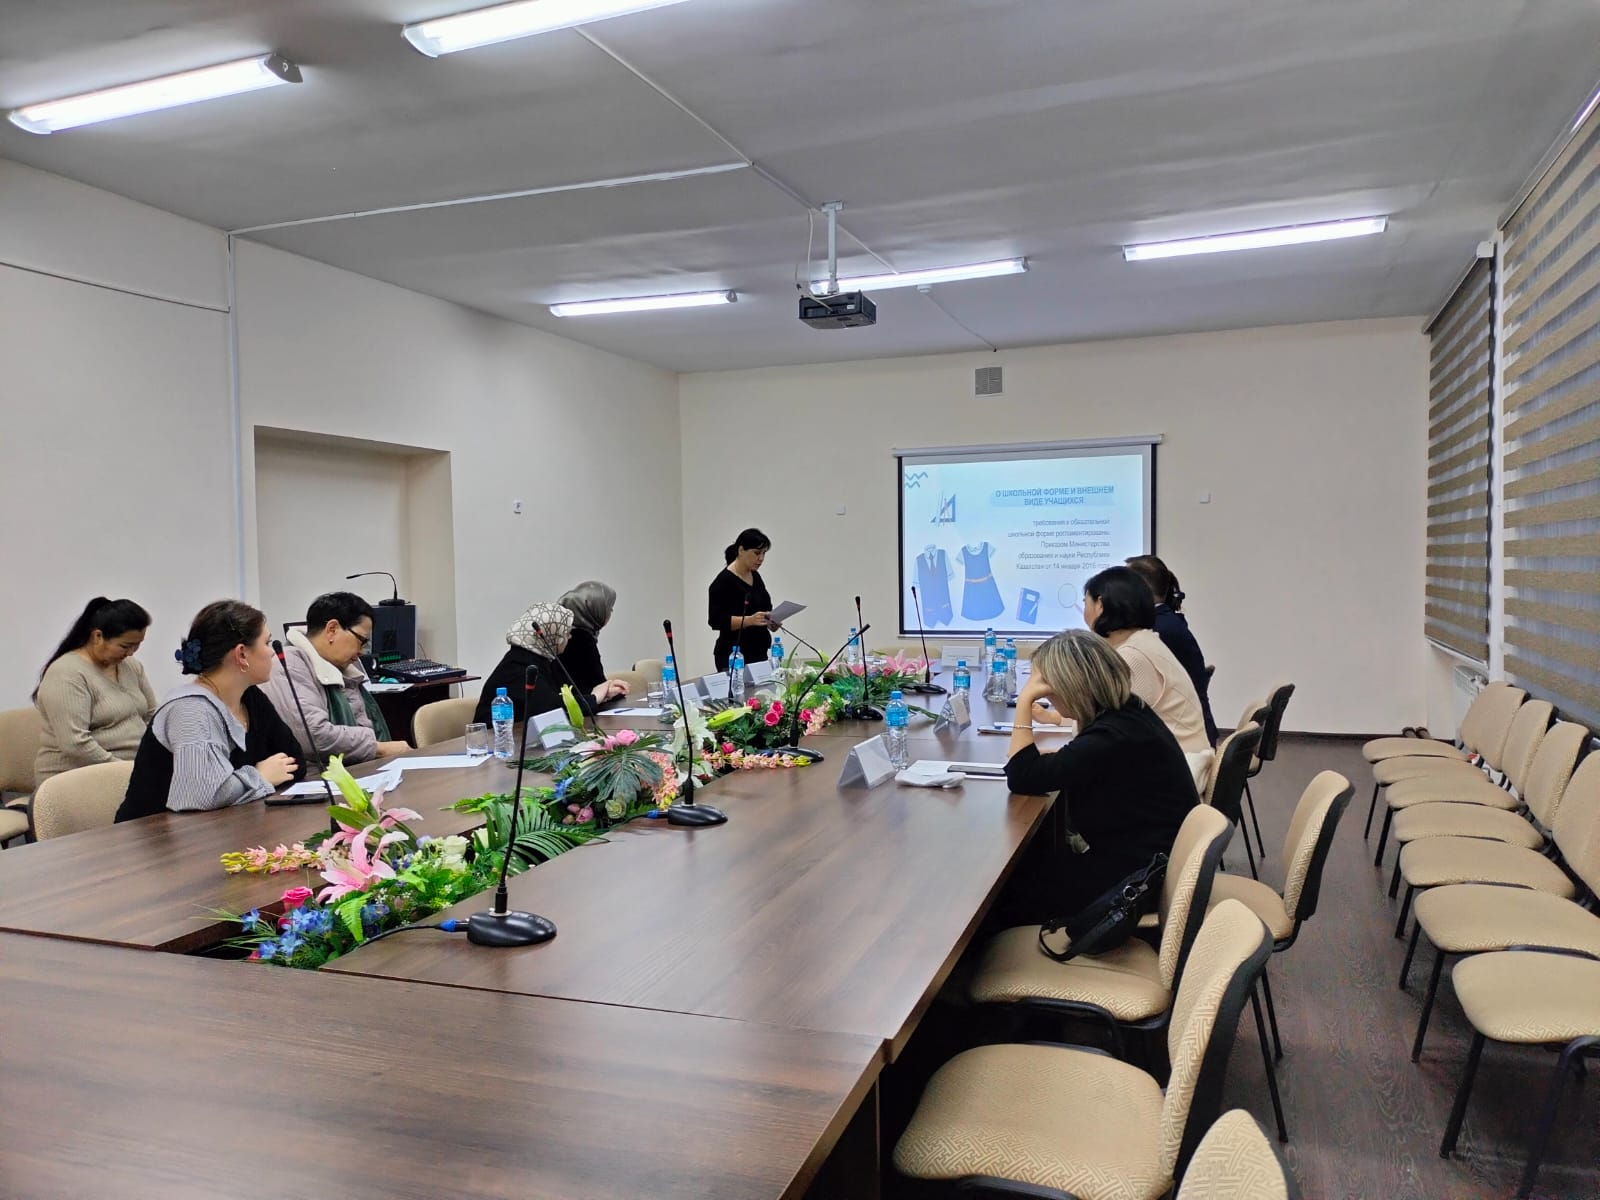 О ШКОЛЬНОЙ ФОРМЕ И ВНЕШНЕМ
ВИДЕ УЧАЩИХСЯ
требования к обязательной
школьной форме регламентированы
Приказом Министерства
образования и науки Республики
Казахстан от 14 января 2016 года